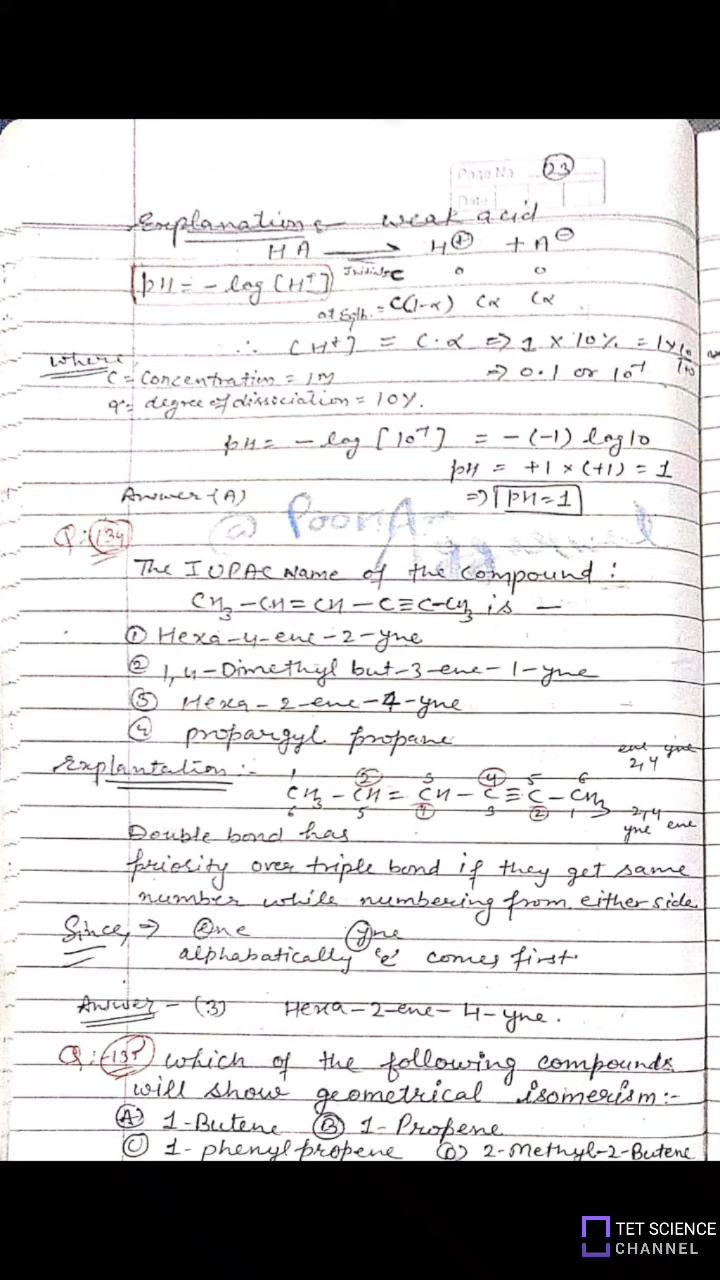 Page No. 23
Date
Explanation :- weak acid
HA ⟶ H⊕ + A⊖
pH = - log [H+] Initial C 0 0
at Eqlb. = C(1-α) Cα Cα
∴ [H+] = C·α ⇒ 1 × 10% = 1×10/100
where, C = Concentration = 1M ⇒ 0.1 or 10⁻¹
α = degree of dissociation = 10%.
pH = - log [10⁻¹] = - (-1) log 10
pH = +1 × (+1) = 1
Answer - (A) ⇒ pH = 1
@ Poonam Aggarwal
Q:- 134
The IUPAC Name of the compound :
CH3 - CH = CH - C ≡ C - CH3 is —
① Hexa-4-ene-2-yne
② 1,4-Dimethyl but-3-ene-1-yne
③ Hexa-2-ene-4-yne
④ propargyl propane
ene yne
2,4
Explantation :-
1 2 3 4 5 6
CH3 - CH = CH - C ≡ C - CH3
6 5 4 3 2 1
2,4
yne ene
Double bond has
priority over triple bond if they get same
number while numbering from either side
Since, → ene yne
alphabatically 'e' comes first.
Answer - (3) Hexa-2-ene-4-yne.
Q:- 135 which of the following compounds
will show geometrical isomerism:-
(A) 1-Butene (B) 1-Propene
(C) 1-phenylpropene (D) 2-Methyl-2-Butene
TET SCIENCE
CHANNEL